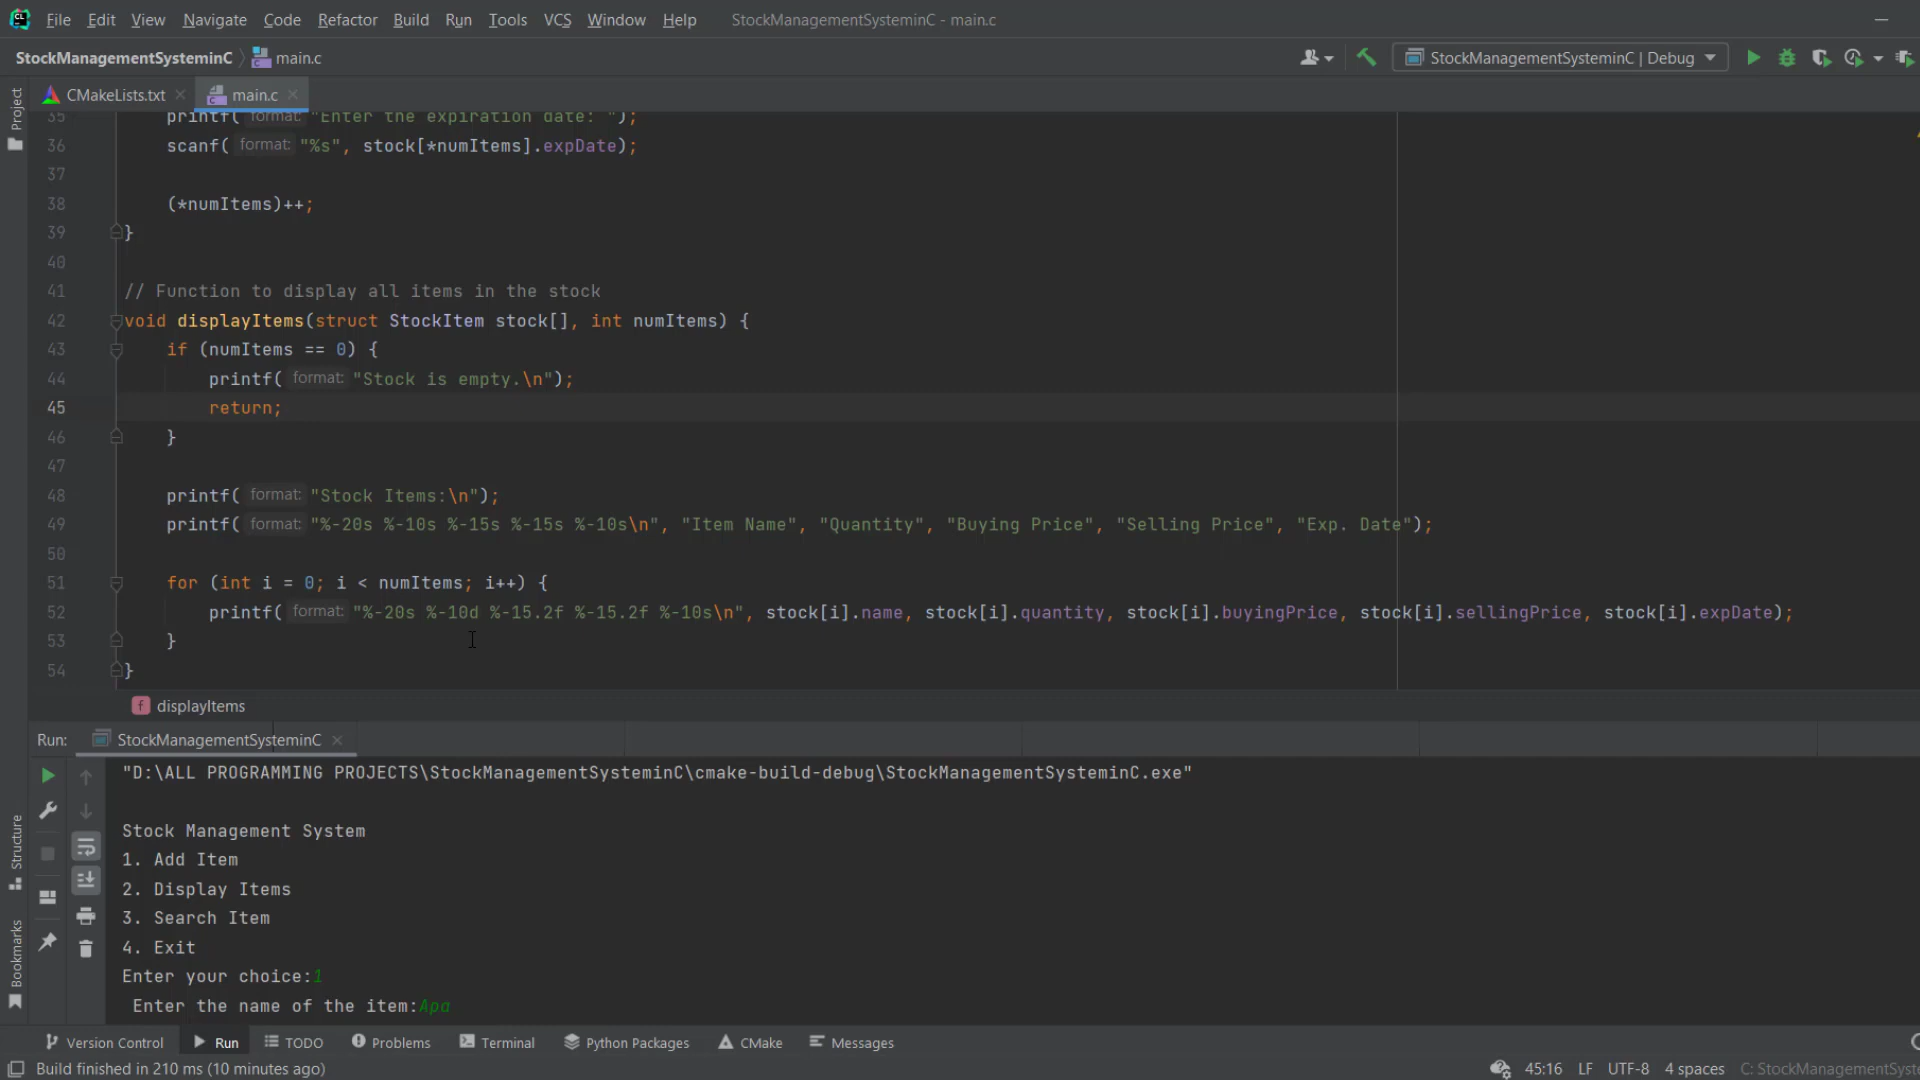 File Edit View Navigate Code Refactor Build Run Tools VCS Window Help StockManagementSysteminC - main.c
StockManagementSysteminC main.c StockManagementSysteminC | Debug
CMakeLists.txt main.c
Project
35 printf( format: "Enter the expiration date: ");
36 scanf( format: "%s", stock[*numItems].expDate);
37
38 (*numItems)++;
39 }
40
41 // Function to display all items in the stock
42 void displayItems(struct StockItem stock[], int numItems) {
43 if (numItems == 0) {
44 printf( format: "Stock is empty.\n");
45 return;
46 }
47
48 printf( format: "Stock Items:\n");
49 printf( format: "%-20s %-10s %-15s %-15s %-10s\n", "Item Name", "Quantity", "Buying Price", "Selling Price", "Exp. Date");
50
51 for (int i = 0; i < numItems; i++) {
52 printf( format: "%-20s %-10d %-15.2f %-15.2f %-10s\n", stock[i].name, stock[i].quantity, stock[i].buyingPrice, stock[i].sellingPrice, stock[i].expDate);
53 }
54 }
f displayItems
Run: StockManagementSysteminC
"D:\ALL PROGRAMMING PROJECTS\StockManagementSysteminC\cmake-build-debug\StockManagementSysteminC.exe"
Stock Management System
1. Add Item
2. Display Items
3. Search Item
4. Exit
Enter your choice:1
Enter the name of the item:Apa
Structure
Bookmarks
Version Control Run TODO Problems Terminal Python Packages CMake Messages
Build finished in 210 ms (10 minutes ago) 45:16 LF UTF-8 4 spaces C: StockManagementSyste